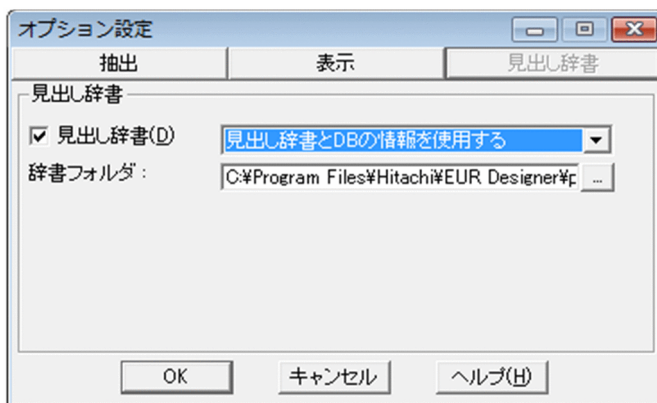 オプション設定
抽出 表示 見出し辞書
見出し辞書
見出し辞書(D) 見出し辞書とDBの情報を使用する
辞書フォルダ： C:¥Program Files¥Hitachi¥EUR Designer¥p ...
OK キャンセル ヘルプ(H)